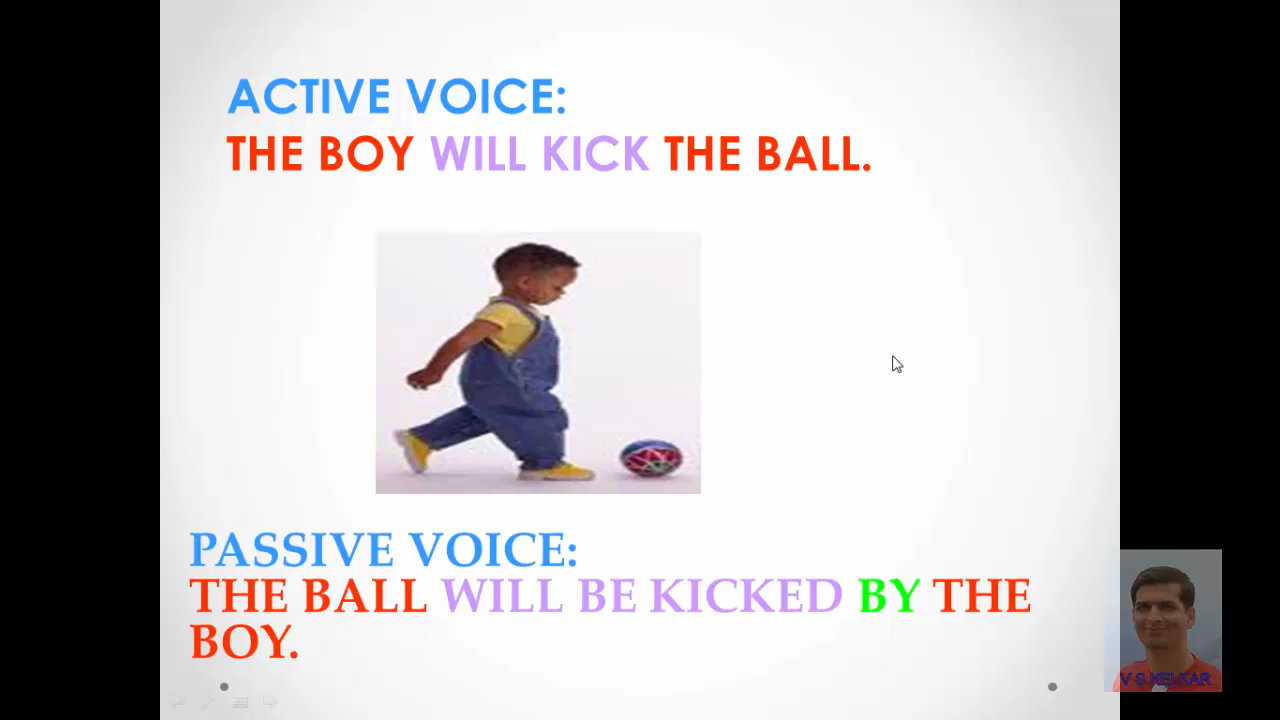 ACTIVE VOICE:
THE BOY WILL KICK THE BALL.
PASSIVE VOICE:
THE BALL WILL BE KICKED BY THE
BOY.
V S KELKAR